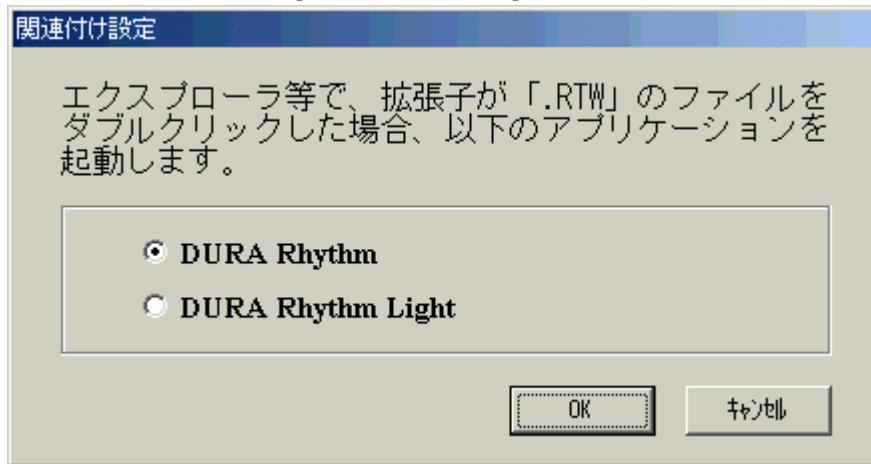 関連付け設定
エクスプローラ等で、拡張子が「.RTW」のファイルを
ダブルクリックした場合、以下のアプリケーションを
起動します。
DURA Rhythm
DURA Rhythm Light
OK
ｷｬﾝｾﾙ